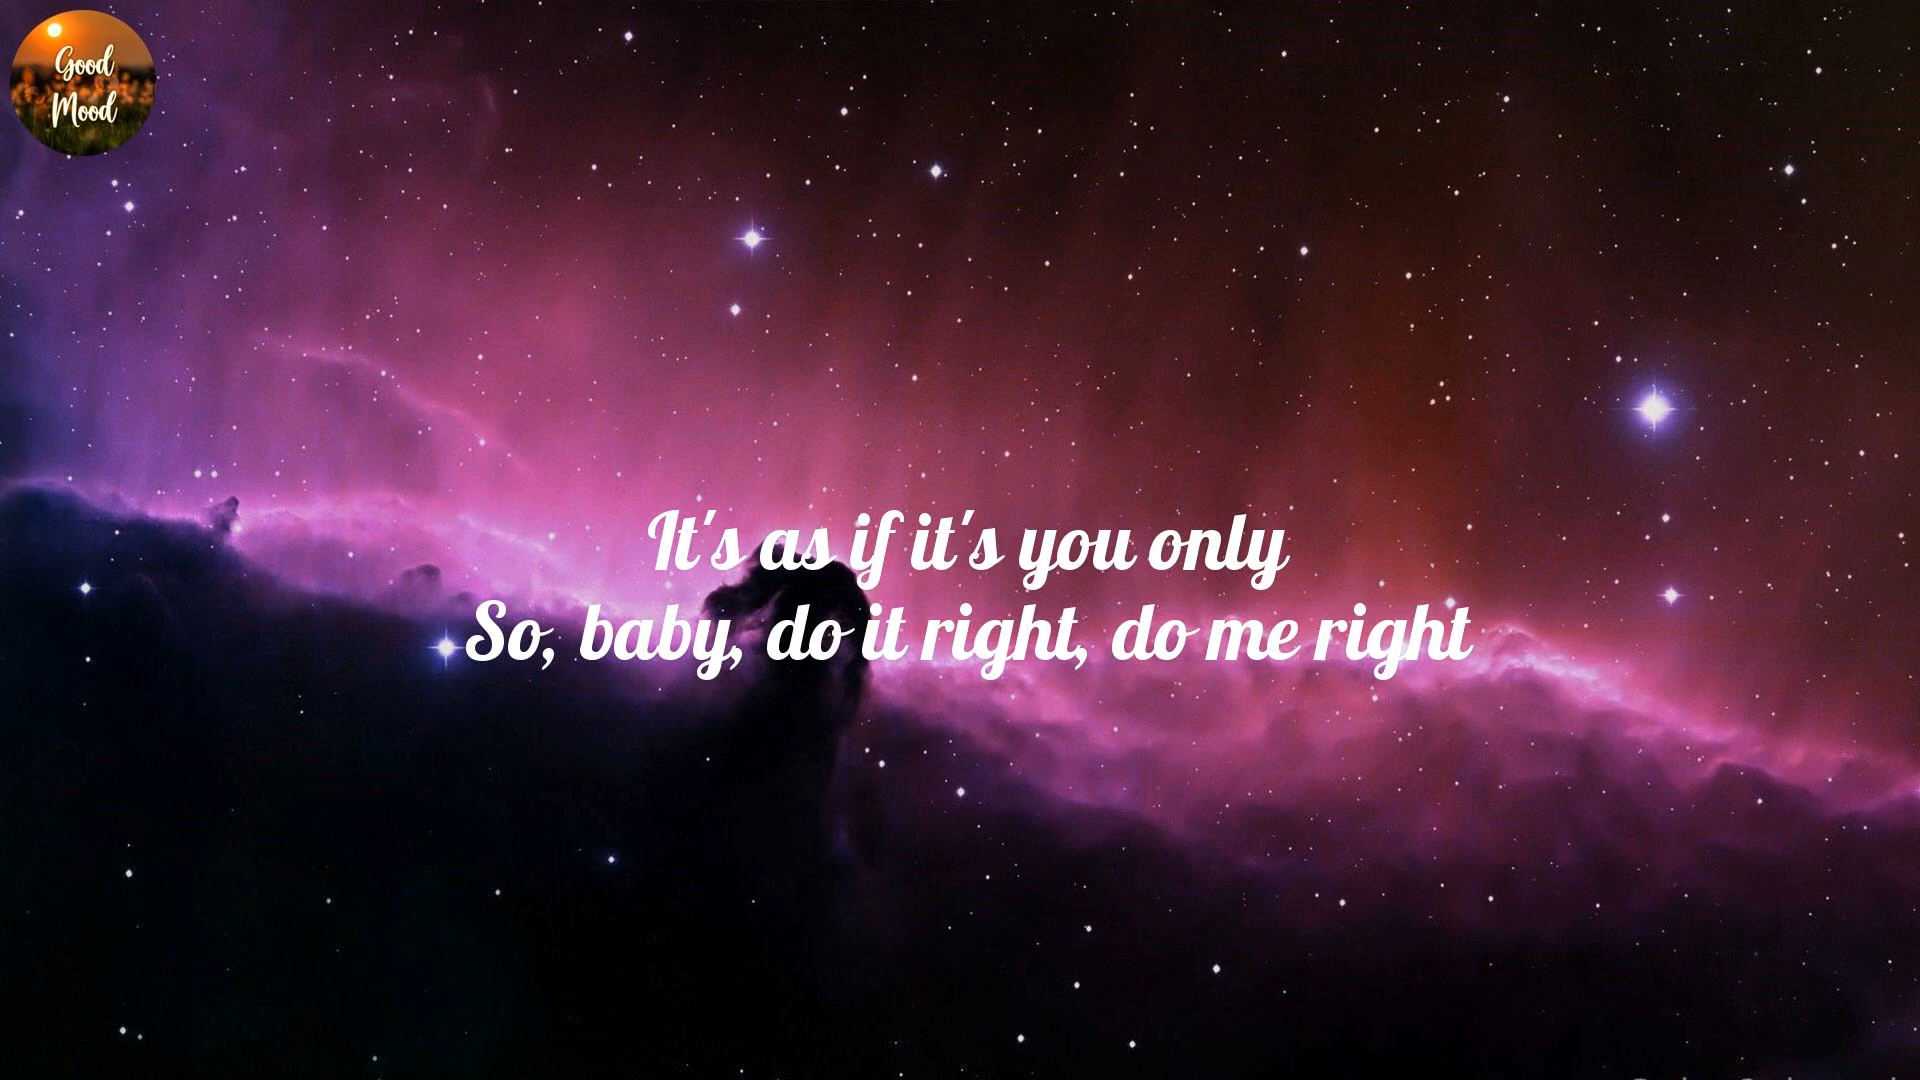 Good
Mood
It's as if it's you only
So, baby, do it right, do me right